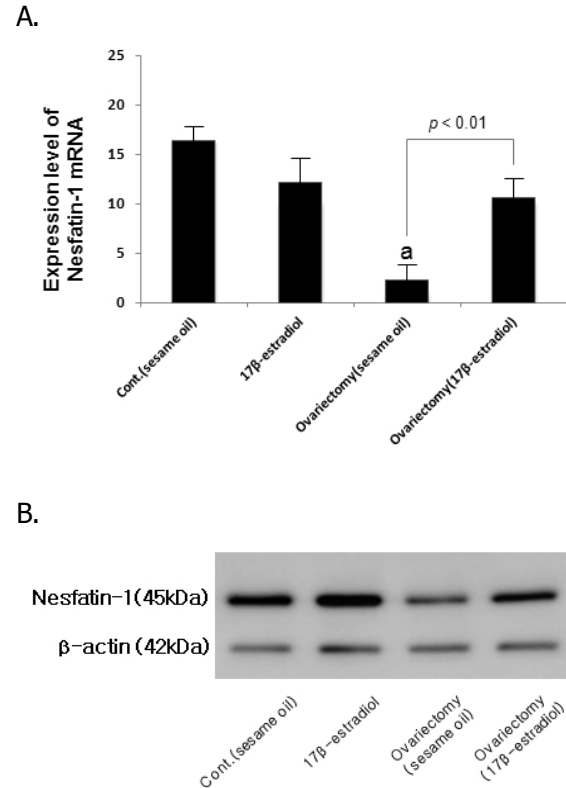 A.
Expression level of
Nesfatin-1 mRNA
25
20
15
10
5
0
p < 0.01
a
Cont.(sesame oil)
17β-estradiol
Ovariectomy(sesame oil)
Ovariectomy(17β-estradiol)
B.
Nesfatin-1(45kDa)
β-actin (42kDa)
Cont.(sesame oil)
17β-estradiol
Ovariectomy
(sesame oil)
Ovariectomy
(17β-estradiol)